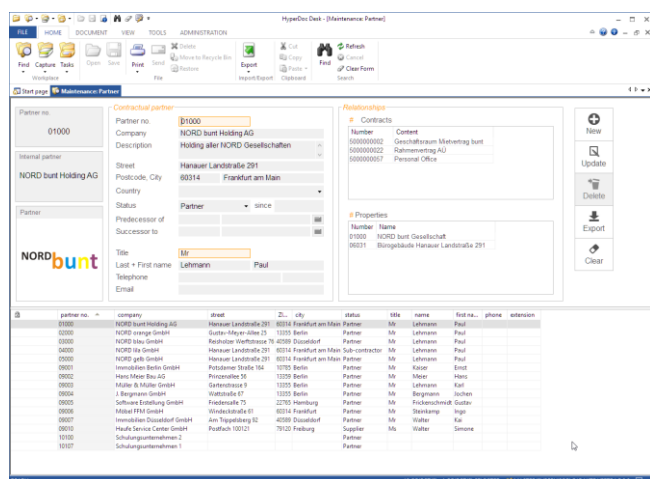 HyperDox Desk - [Maintenance: Partner]
FILE HOME DOCUMENT VIEW TOOLS ADMINISTRATION
Find Capture Tasks Open Save Print Send Delete Move to Recycle Bin Restore Export Cut Copy Paste Find Refresh Cancel Clear Form
Workplace File Import/Export Clipboard Search
Start page Maintenance: Partner
Partner no.
01000
Internal partner
NORD bunt Holding AG
Partner
NORD bunt
Contractual partner
Partner no 01000
Company NORD bunt Holding AG
Description Holding aller NORD Gesellschaften
Street Hanauer Landstraße 291
Postcode, City 60314 Frankfurt am Main
Country
Status Partner since
Predecessor of
Successor to
Title Mr
Last + First name Lehmann Paul
Telephone
Email
Relationships
# Contracts
Number Content
5000000002 Geschäftsraum Mietvertrag bunt
5000000022 Rahmenvertrag AÜ
5000000057 Personal Office
# Properties
Number Name
01000 NORD bunt Gesellschaft
06031 Bürogebäude Hanauer Landstraße 291
New
Update
Delete
Export
Clear
partner no. company street Zi... city status title name first na... phone extension
01000 NORD bunt Holding AG Hanauer Landstraße 291 60314 Frankfurt am Main Partner Mr Lehmann Paul
02000 NORD orange GmbH Gustav-Meyer-Allee 25 13355 Berlin Partner Mr Lehmann Paul
03000 NORD blau GmbH Reisholzer Werftstrasse 76 40589 Düsseldorf Partner Mr Lehmann Paul
04000 NORD lila GmbH Hanauer Landstraße 291 60314 Frankfurt am Main Sub-contractor Mr Lehmann Paul
05000 NORD gelb GmbH Hanauer Landstraße 291 60314 Frankfurt am Main Partner Mr Lehmann Paul
09001 Immobilien Berlin GmbH Potsdamer Straße 164 10785 Berlin Partner Mr Kaiser Ernst
09002 Hans Meier Bau AG Prinzenallee 56 13359 Berlin Partner Mr Meier Hans
09003 Müller & Müller GmbH Gartenstrasse 9 13355 Berlin Partner Mr Lehmann Karl
09004 J. Bergmann GmbH Wattstraße 67 13355 Berlin Partner Mr Bergmann Jochen
09005 Software Erstellung GmbH Friedensalle 75 22765 Hamburg Partner Mr Frickenschmidt Gustav
09006 Möbel FFM GmbH Windeckstraße 61 60314 Frankfurt Partner Mr Steinkamp Ingo
09007 Immobilien Düsseldorf GmbH Am Trippelsberg 92 40589 Düsseldorf Partner Mr Walter Kai
09010 Haufe Service Center GmbH Postfach 100121 79120 Freiburg Supplier Ms Walter Simone
10100 Schulungsunternehmen 2 Partner
10107 Schulungsunternehmen 1 Partner